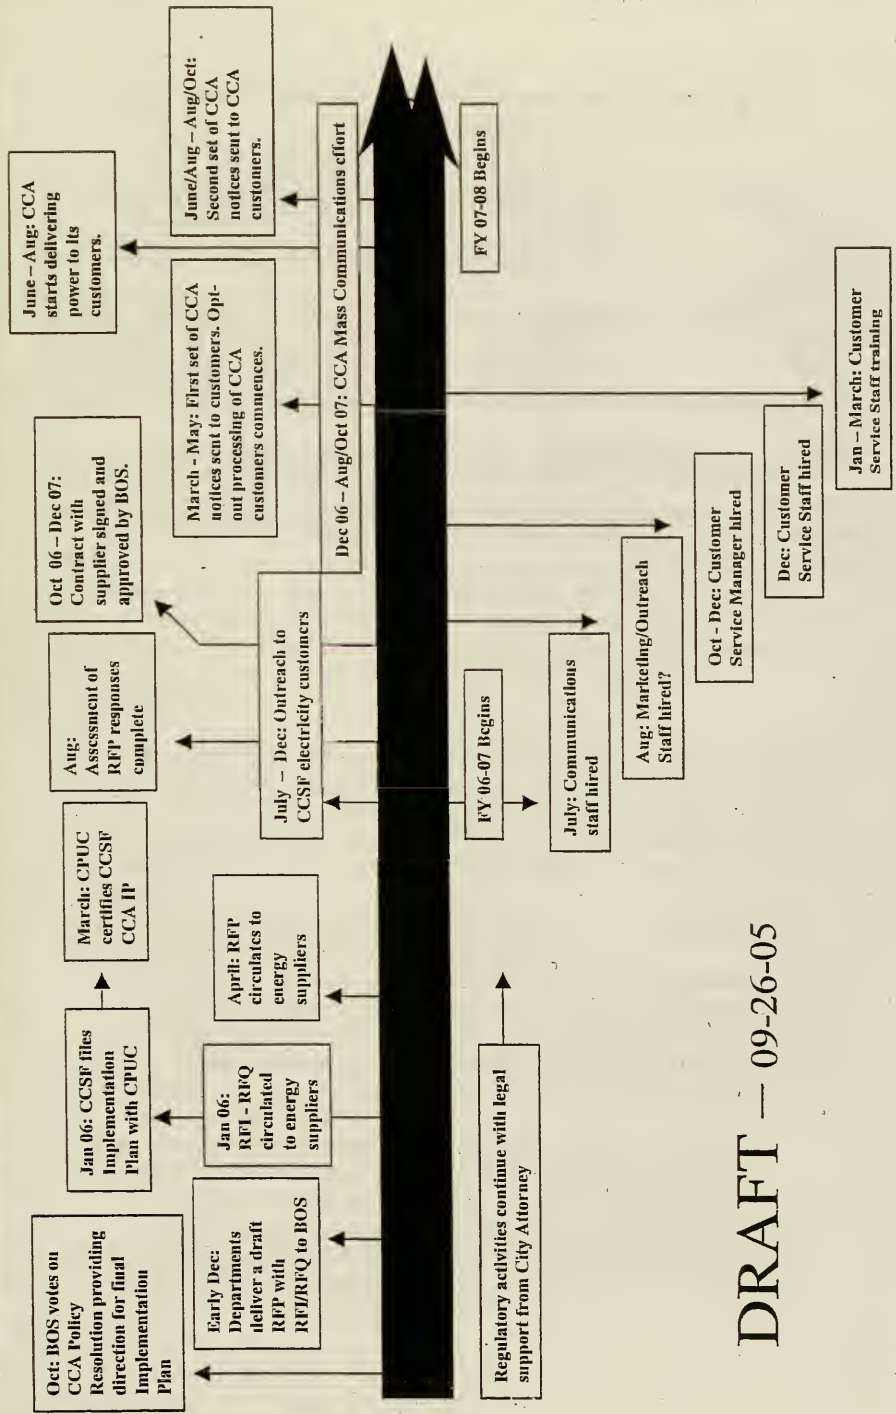 Oct: BOS votes on
CCA Policy
Resolution providing
direction for final
Implementation
Plan
Early Dec:
Departments
deliver a draft
RFP with
RFI/RFQ to BOS
Jan 06: CCSF files
Implementation
Plan with CPUC
Jan 06:
RFI - RFQ
circulated
to energy
suppliers
March: CPUC
certifies CCSF
CCA IP
April: RFP
circulates to
energy
suppliers
Aug:
Assessment of
RFP responses
complete
July – Dec: Outreach to
CCSF electricity customers
Oct 06 – Dec 07:
Contract with
supplier signed and
approved by BOS.
March - May: First set of CCA
notices sent to customers. Opt-
out processing of CCA
customers commences.
Dec 06 – Aug/Oct 07: CCA Mass Communications effort
June – Aug: CCA
starts delivering
power to its
customers.
June/Aug – Aug/Oct:
Second set of CCA
notices sent to CCA
customers.
Regulatory activities continue with legal
support from City Attorney
FY 06-07 Begins
July: Communications
staff hired
Aug: Marketing/Outreach
Staff hired?
Oct - Dec: Customer
Service Manager hired
Dec: Customer
Service Staff hired
Jan – March: Customer
Service Staff training
FY 07-08 Begins
DRAFT – 09-26-05